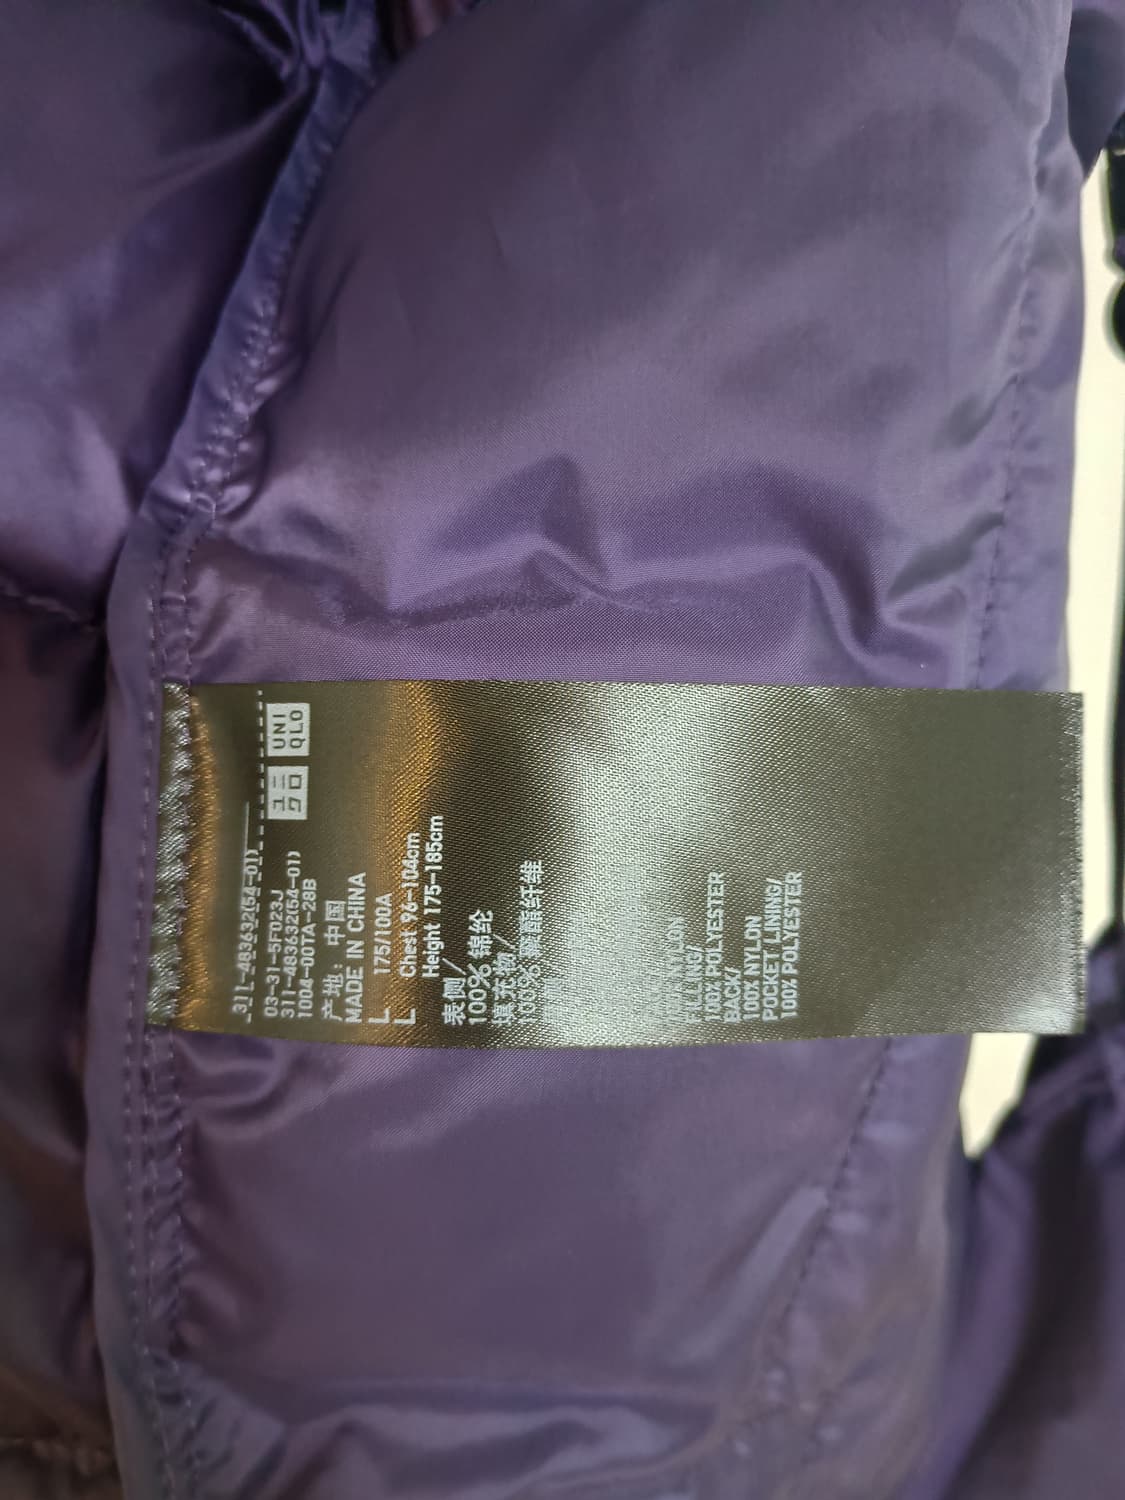 311-483632(54-01)
ユニ
クロ
UNI
QLO
03-31-5F023J
311-483632(54-01)
1004-00TA-28B
产地：中国
MADE IN CHINA
L 175/100A
L Chest 96-104cm
Height 175-185cm
表侧/
100% 锦纶
填充物/
100% 聚酯纤维
NYLON
FILLING/
100% POLYESTER
BACK/
100% NYLON
POCKET LINING/
100% POLYESTER